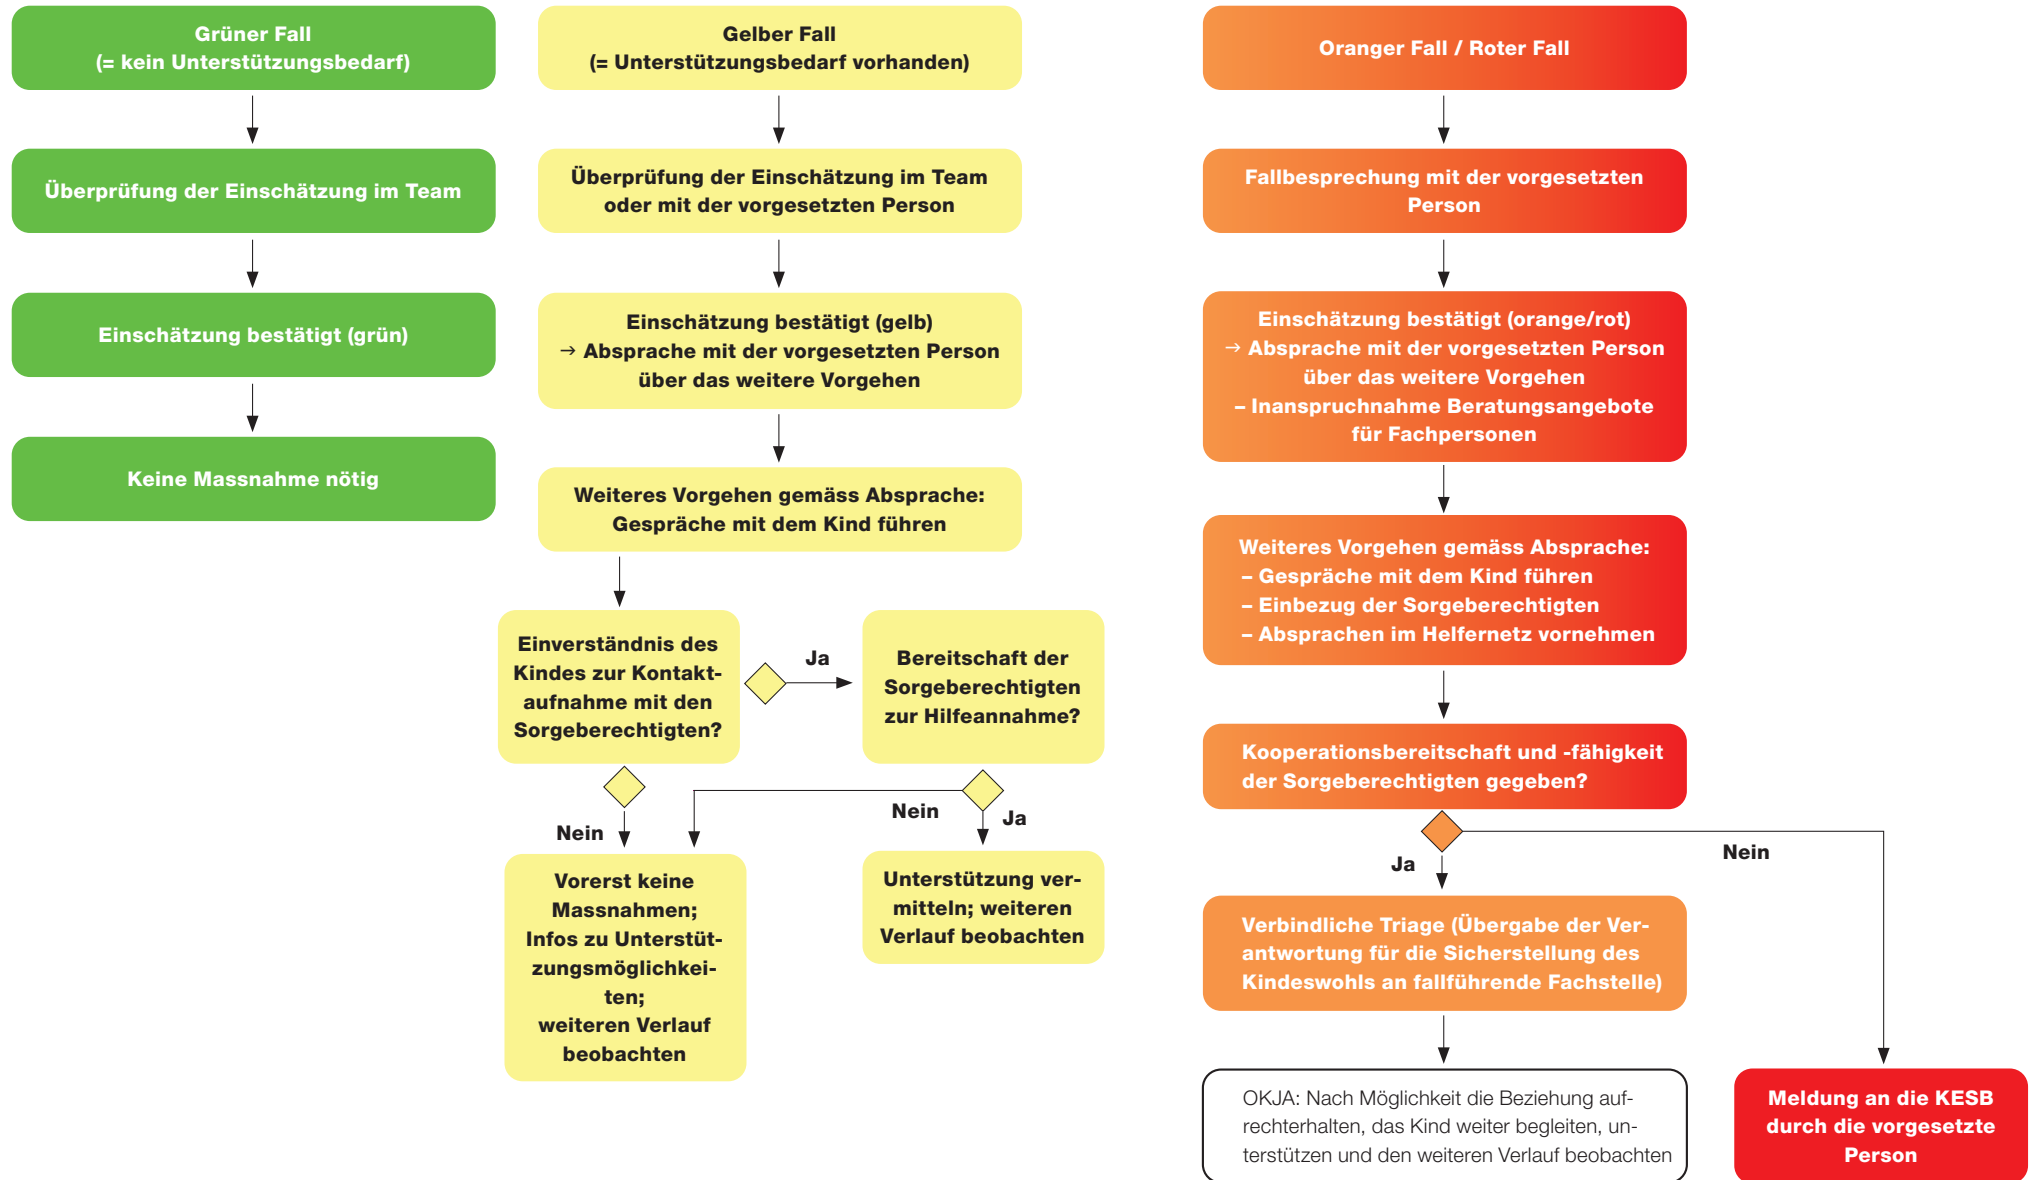 Grüner Fall
(= kein Unterstützungsbedarf)
Überprüfung der Einschätzung im Team
Einschätzung bestätigt (grün)
Keine Massnahme nötig
Gelber Fall
(= Unterstützungsbedarf vorhanden)
Überprüfung der Einschätzung im Team
oder mit der vorgesetzten Person
Einschätzung bestätigt (gelb)
→ Absprache mit der vorgesetzten Person
über das weitere Vorgehen
Weiteres Vorgehen gemäss Absprache:
Gespräche mit dem Kind führen
Einverständnis des
Kindes zur Kontakt-
aufnahme mit den
Sorgeberechtigten?
Ja
Bereitschaft der
Sorgeberechtigten
zur Hilfeannahme?
Nein
Nein
Ja
Vorerst keine
Massnahmen;
Infos zu Unterstüt-
zungsmöglichkei-
ten;
weiteren Verlauf
beobachten
Unterstützung ver-
mitteln; weiteren
Verlauf beobachten
Oranger Fall / Roter Fall
Fallbesprechung mit der vorgesetzten
Person
Einschätzung bestätigt (orange/rot)
→ Absprache mit der vorgesetzten Person
über das weitere Vorgehen
– Inanspruchnahme Beratungsangebote
für Fachpersonen
Weiteres Vorgehen gemäss Absprache:
– Gespräche mit dem Kind führen
– Einbezug der Sorgeberechtigten
– Absprachen im Helfernetz vornehmen
Kooperationsbereitschaft und -fähigkeit
der Sorgeberechtigten gegeben?
Ja
Nein
Verbindliche Triage (Übergabe der Ver-
antwortung für die Sicherstellung des
Kindeswohls an fallführende Fachstelle)
OKJA: Nach Möglichkeit die Beziehung auf-
rechterhalten, das Kind weiter begleiten, un-
terstützen und den weiteren Verlauf beobachten
Meldung an die KESB
durch die vorgesetzte
Person